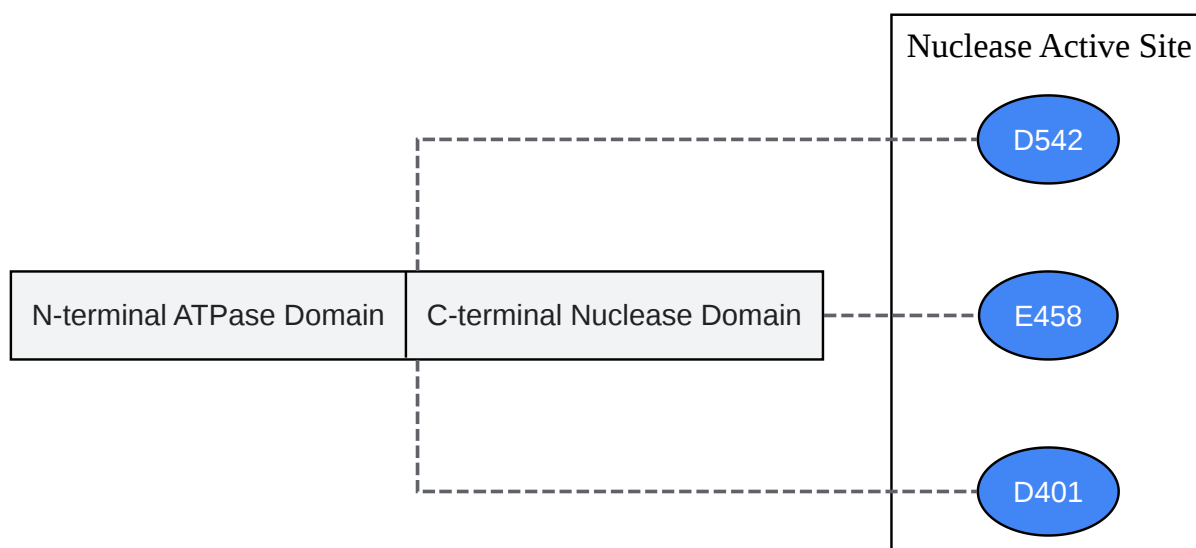 Nuclease Active Site
D542
N-terminal ATPase Domain
C-terminal Nuclease Domain
E458
D401